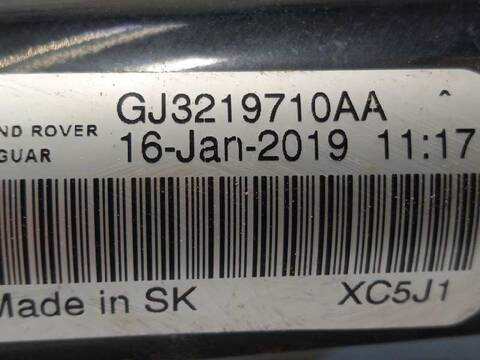 GJ3219710AA
ND ROVER
GUAR
16-Jan-2019 11:17
Made in SK
XC5J1